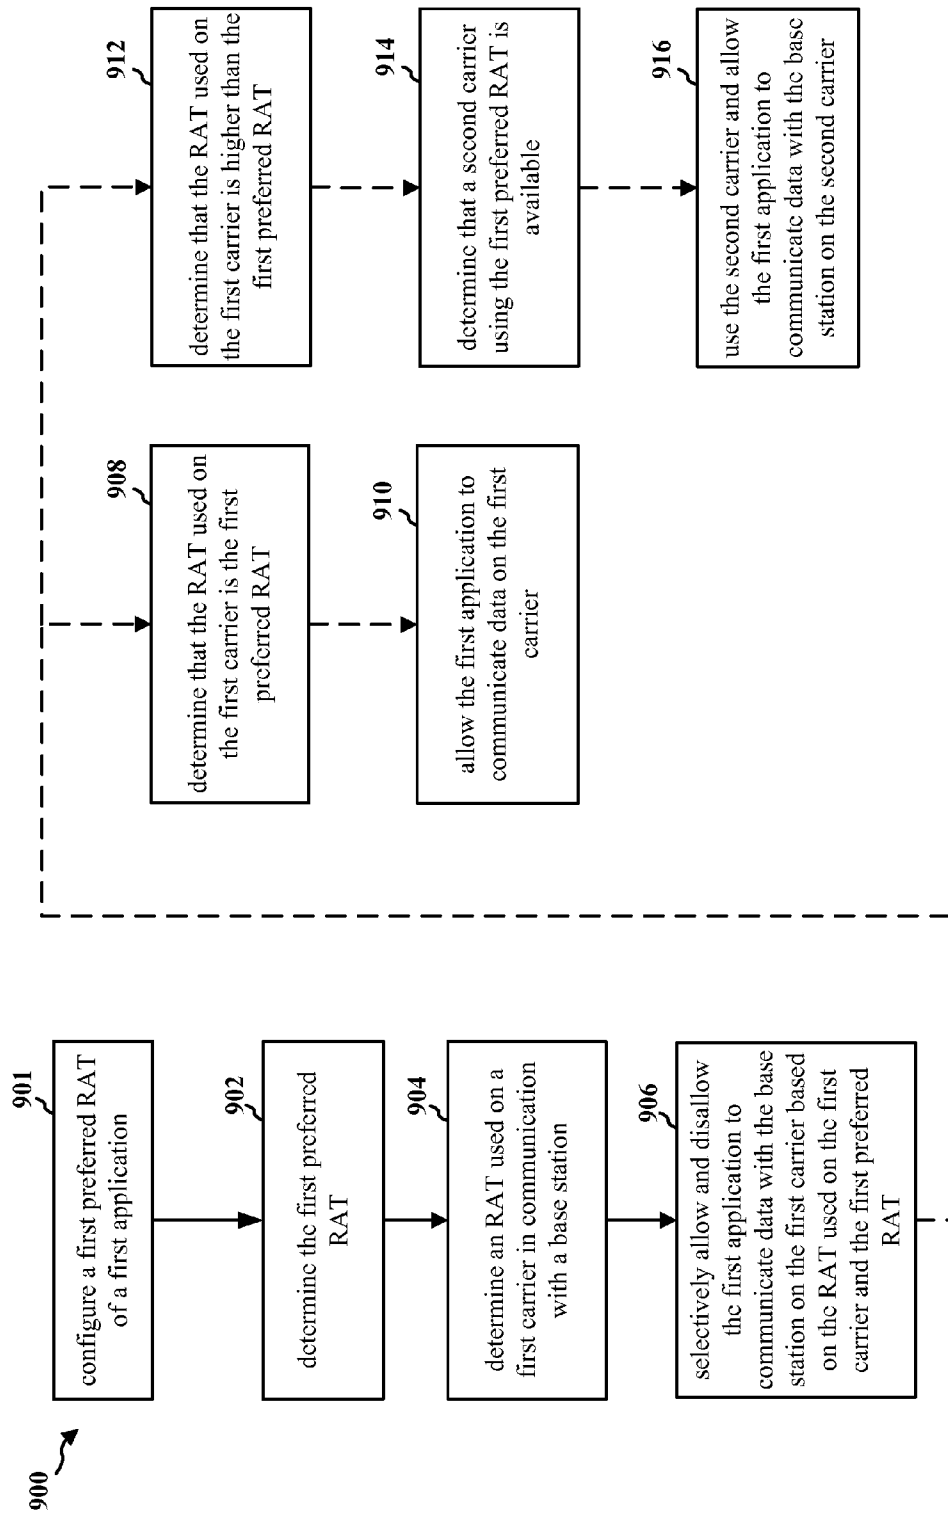 900
901
configure a first preferred RAT
of a first application
902
determine the first preferred
RAT
904
determine an RAT used on a
first carrier in communication
with a base station
906
selectively allow and disallow
the first application to
communicate data with the base
station on the first carrier based
on the RAT used on the first
carrier and the first preferred
RAT
908
determine that the RAT used on
the first carrier is the first
preferred RAT
910
allow the first application to
communicate data on the first
carrier
912
determine that the RAT used on
the first carrier is higher than the
first preferred RAT
914
determine that a second carrier
using the first preferred RAT is
available
916
use the second carrier and allow
the first application to
communicate data with the base
station on the second carrier